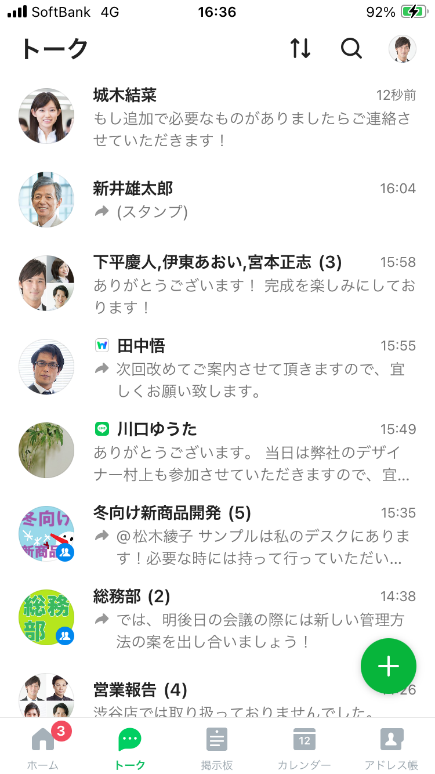 SoftBank 4G 16:36 92%
トーク
城木結菜 12秒前
もし追加で必要なものがありましたらご連絡さ
せていただきます！
新井雄太郎 16:04
(スタンプ)
下平慶人,伊東あおい,宮本正志 (3) 15:58
ありがとうございます！ 完成を楽しみにしてお
ります！
田中悟 15:55
次回改めてご案内させて頂きますので、宜
しくお願い致します。
川口ゆうた 15:49
ありがとうございます。 当日は弊社のデザイ
ナー村上も参加させていただきますので、宜...
冬向け
新商品
冬向け新商品開発 (5) 15:35
@松木綾子 サンプルは私のデスクにありま
す！必要な時には持って行っていただい...
総務
部
総務部 (2) 14:38
では、明後日の会議の際には新しい管理方
法の案を出し合いましょう！
営業報告 (4)
渋谷店では取り扱っておりませんでした。
3
12
ホーム トーク 掲示板 カレンダー アドレス帳